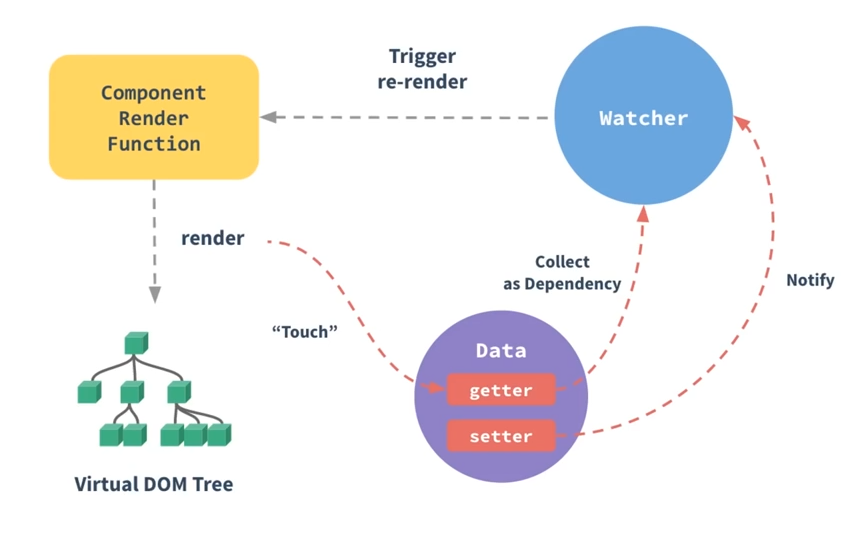 Trigger
re-render
Component
Render
Function
Watcher
render
Collect
as Dependency
Notify
“Touch”
Data
getter
setter
Virtual DOM Tree